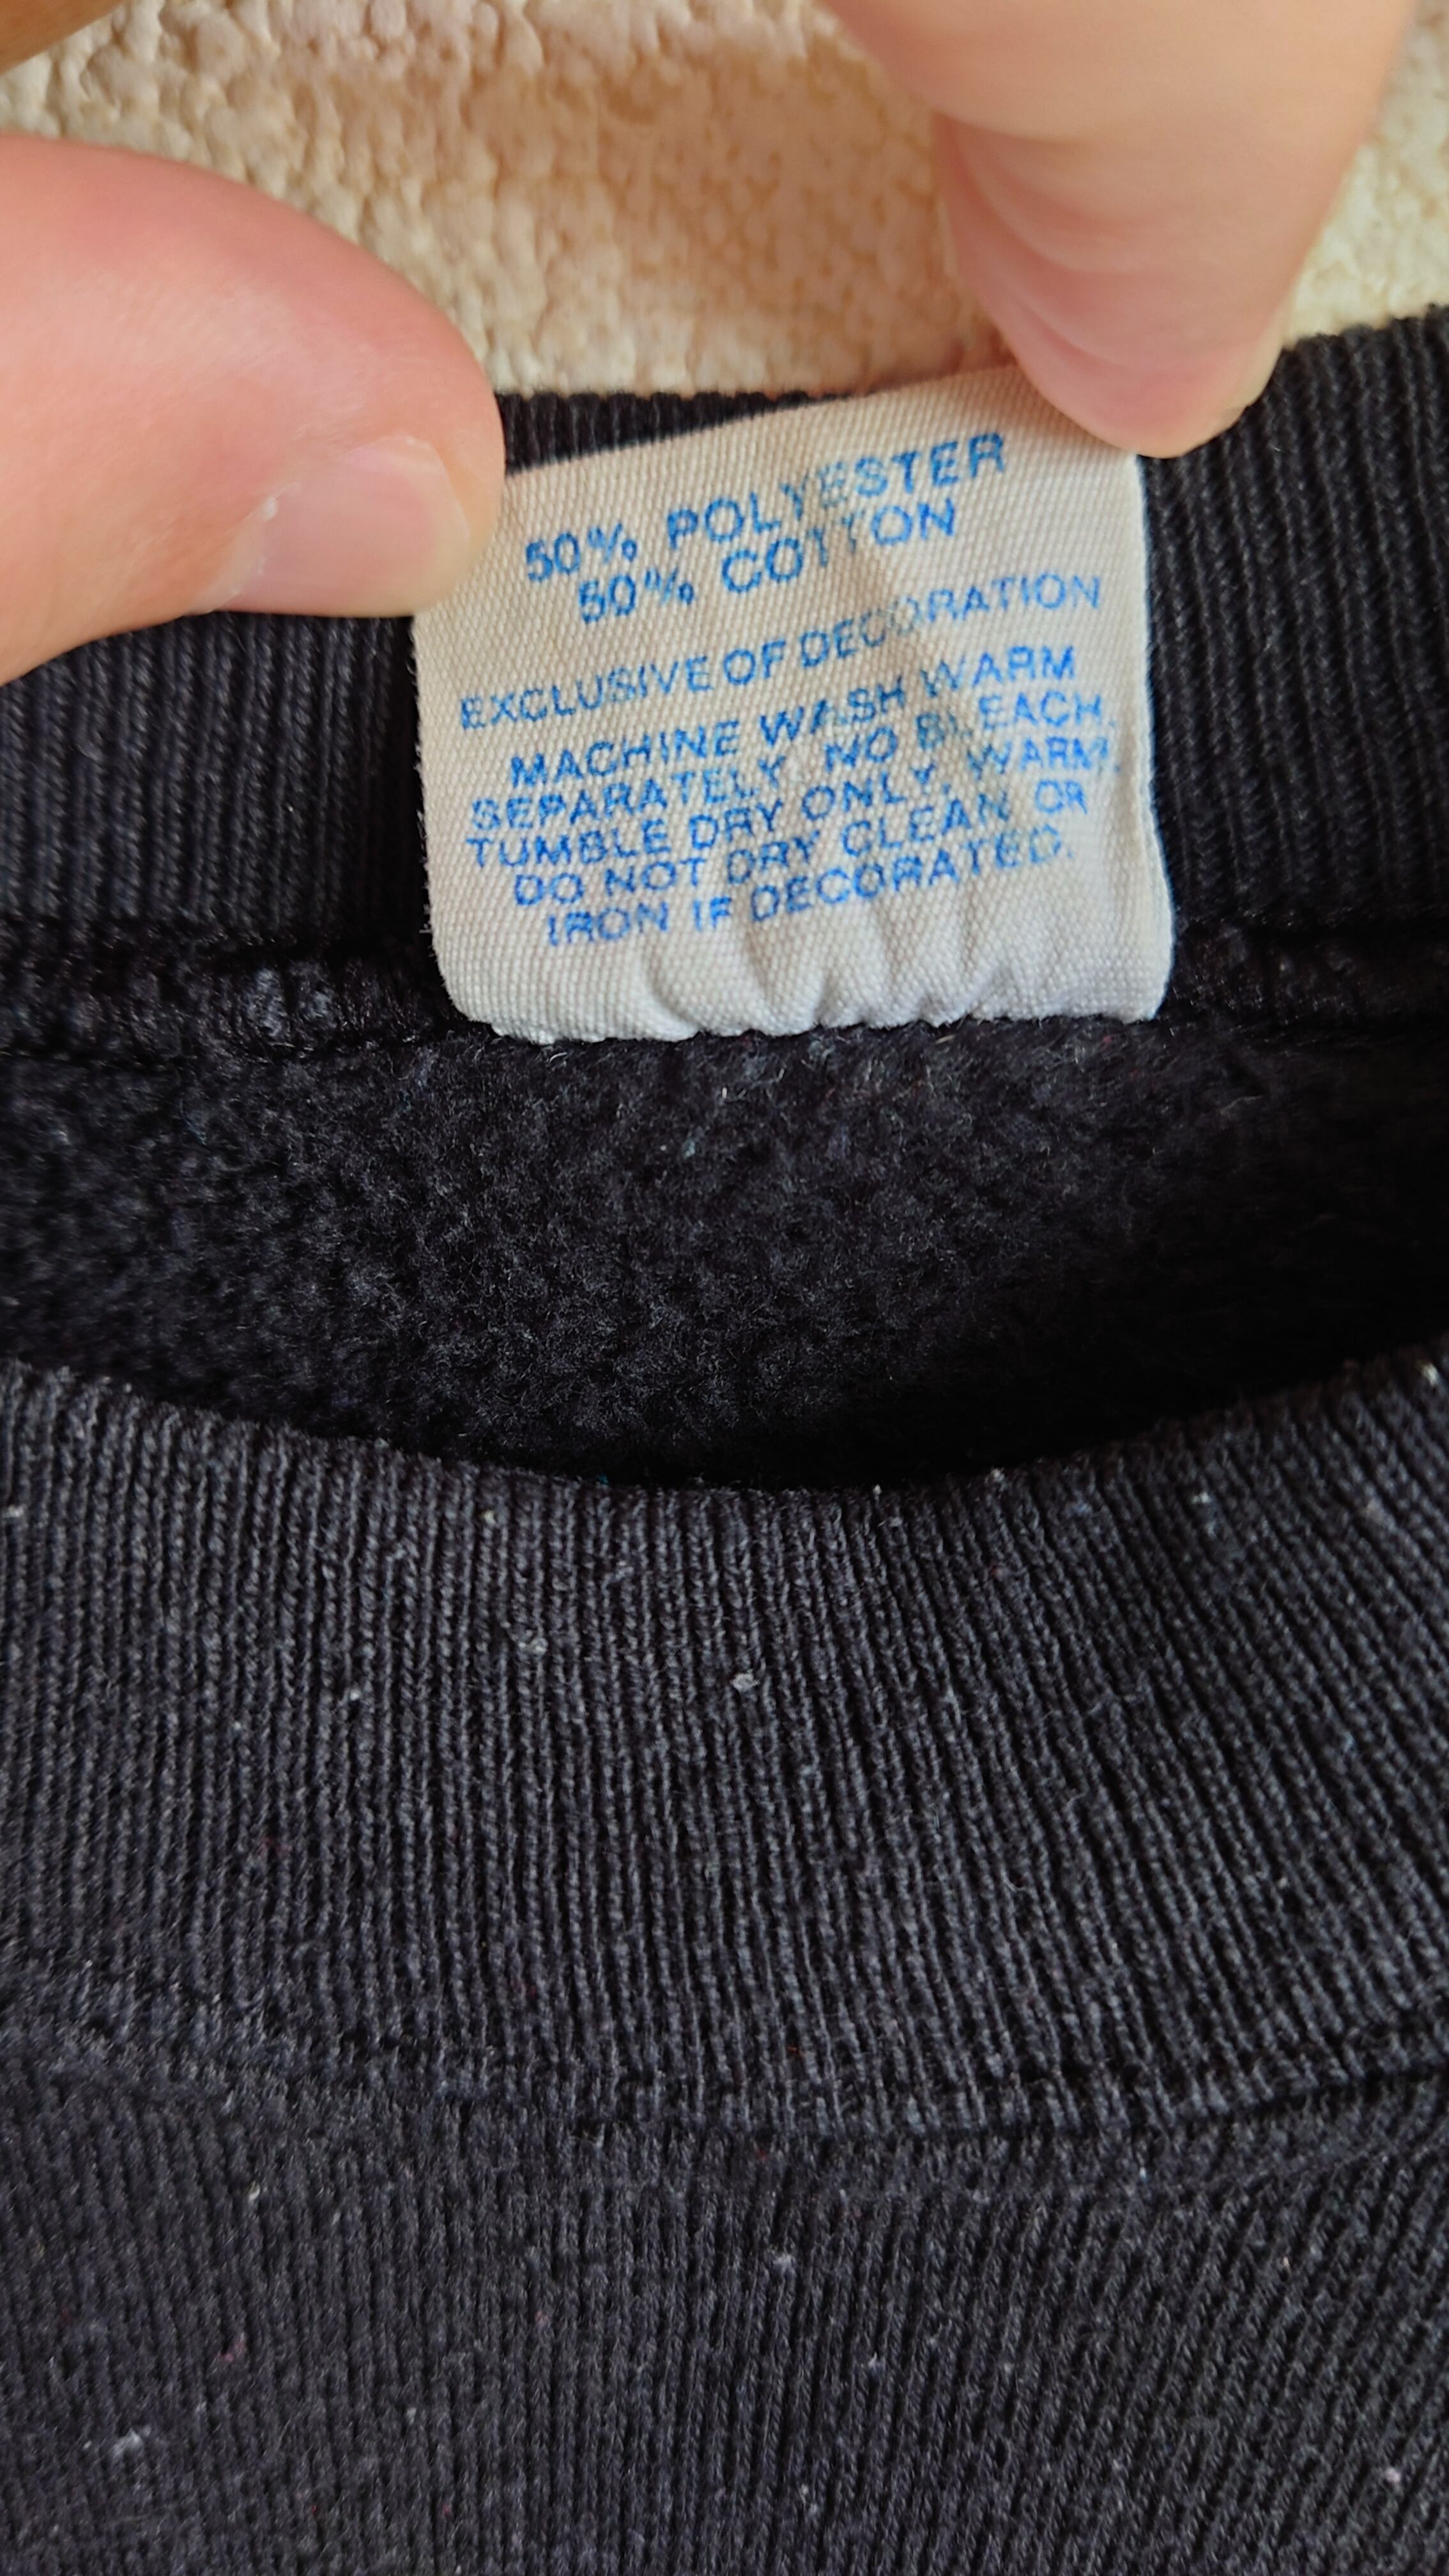 50% POLYESTER
50% COTTON
EXCLUSIVE OF DECORATION
MACHINE WASH WARM
SEPARATELY. NO BLEACH.
TUMBLE DRY ONLY, WARM.
DO NOT DRY CLEAN OR
IRON IF DECORATED.